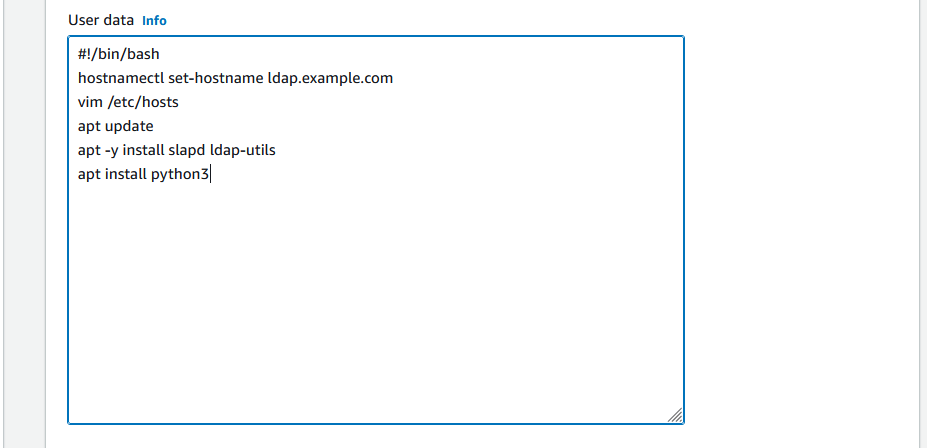 User data Info
#!/bin/bash
hostnamectl set-hostname ldap.example.com
vim /etc/hosts
apt update
apt -y install slapd ldap-utils
apt install python3